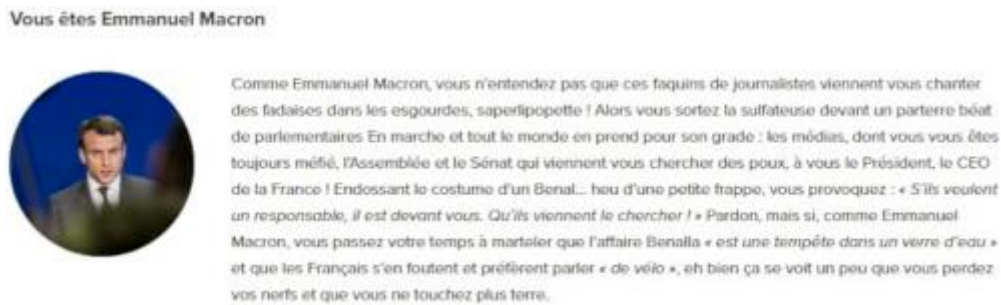 Vous êtes Emmanuel Macron
Comme Emmanuel Macron, vous n'entendez pas que ces faquins de journalistes viennent vous chanter
des fadaises dans les esgourdes, saperlipopette ! Alors vous sortez la sulfateuse devant un parterre béat
de parlementaires En marche et tout le monde en prend pour son grade : les médias, dont vous vous êtes
toujours méfié, l'Assemblée et le Sénat qui viennent vous chercher des poux, à vous le Président, le CEO
de la France ! Endossant le costume d'un Benal... heu d'une petite frappe, vous provoquez : « S'ils veulent
un responsable, il est devant vous. Qu'ils viennent le chercher ! » Pardon, mais si, comme Emmanuel
Macron, vous passez votre temps à marteler que l'affaire Benalla « est une tempête dans un verre d'eau »
et que les Français s'en foutent et préfèrent parler « de vélo », eh bien ça se voit un peu que vous perdez
vos nerfs et que vous ne touchez plus terre.